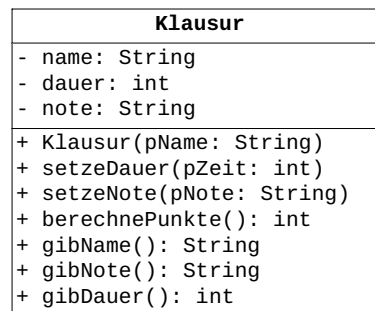 Klausur
- name: String
- dauer: int
- note: String
+ Klausur(pName: String)
+ setzeDauer(pZeit: int)
+ setzeNote(pNote: String)
+ berechnePunkte(): int
+ gibName(): String
+ gibNote(): String
+ gibDauer(): int